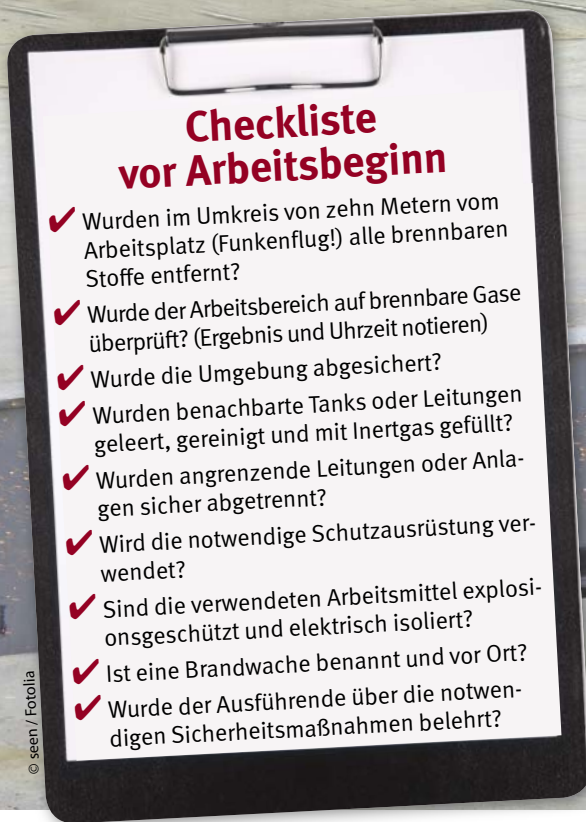 Checkliste
vor Arbeitsbeginn
✔ Wurden im Umkreis von zehn Metern vom
Arbeitsplatz (Funkenflug!) alle brennbaren
Stoffe entfernt?
✔ Wurde der Arbeitsbereich auf brennbare Gase
überprüft? (Ergebnis und Uhrzeit notieren)
✔ Wurde die Umgebung abgesichert?
✔ Wurden benachbarte Tanks oder Leitungen
geleert, gereinigt und mit Inertgas gefüllt?
✔ Wurden angrenzende Leitungen oder Anla-
gen sicher abgetrennt?
✔ Wird die notwendige Schutzausrüstung ver-
wendet?
✔ Sind die verwendeten Arbeitsmittel explosi-
onsgeschützt und elektrisch isoliert?
✔ Ist eine Brandwache benannt und vor Ort?
✔ Wurde der Ausführende über die notwen-
digen Sicherheitsmaßnahmen belehrt?
© seen / Fotolia